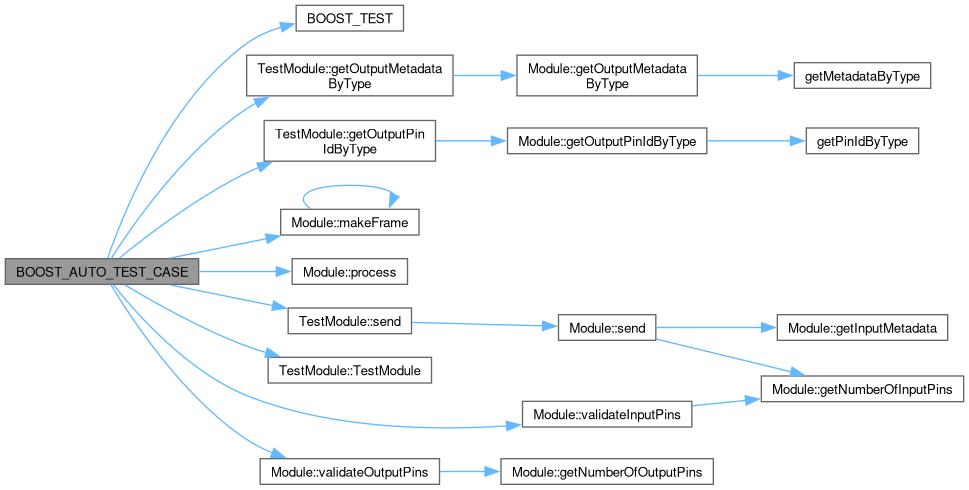 BOOST_TEST
TestModule::getOutputMetadata
ByType
Module::getOutputMetadata
ByType
getMetadataByType
TestModule::getOutputPin
IdByType
Module::getOutputPinIdByType
getPinIdByType
Module::makeFrame
BOOST_AUTO_TEST_CASE
Module::process
TestModule::send
Module::send
Module::getInputMetadata
TestModule::TestModule
Module::getNumberOfInputPins
Module::validateInputPins
Module::validateOutputPins
Module::getNumberOfOutputPins